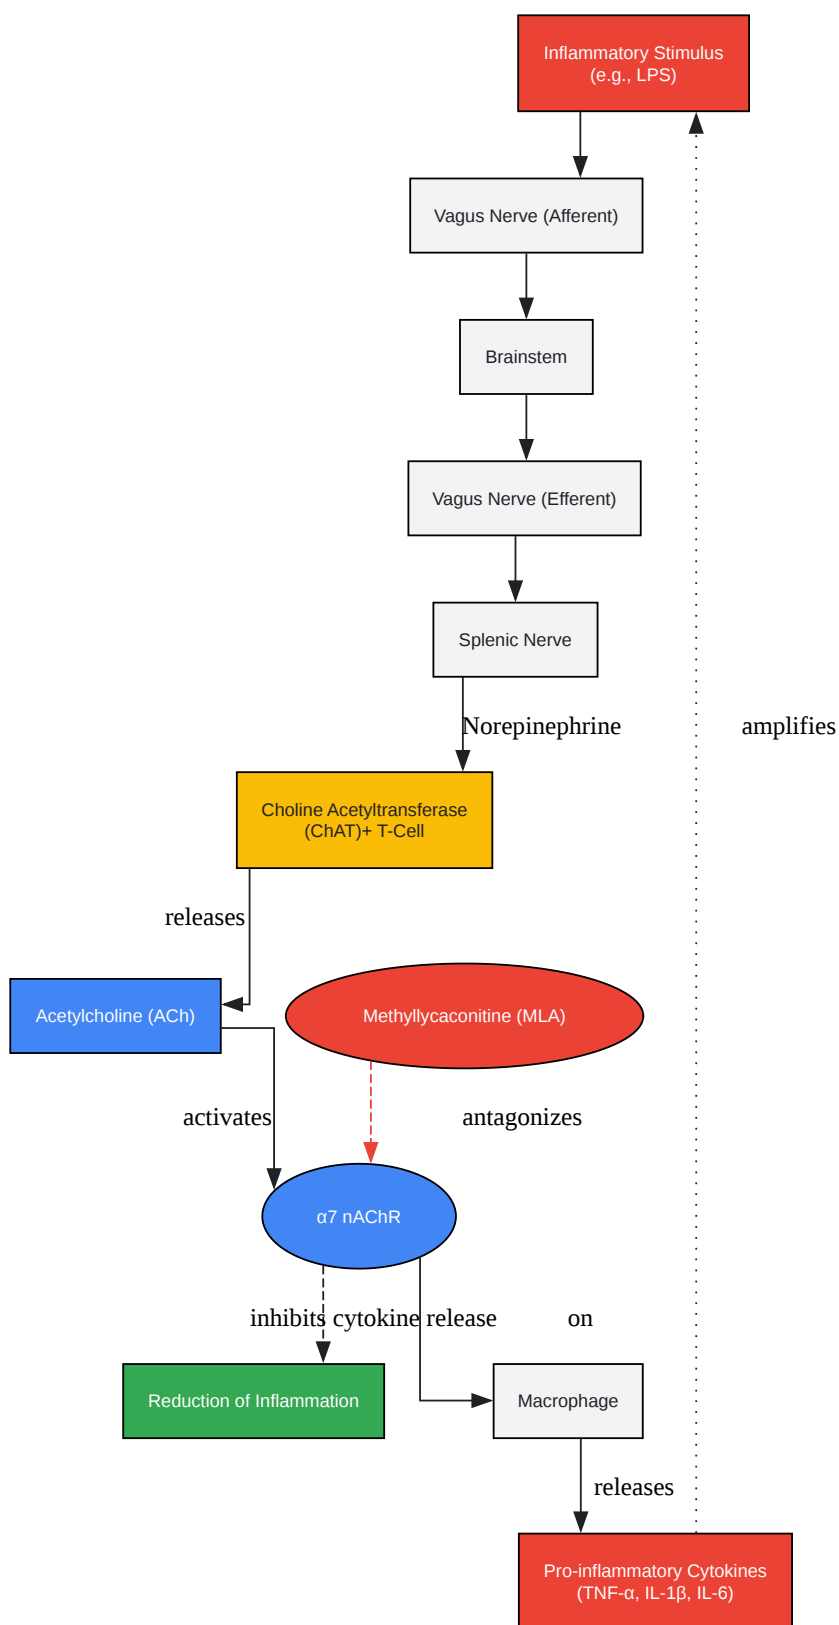 Inflammatory Stimulus
(e.g., LPS)
Vagus Nerve (Afferent)
Brainstem
Vagus Nerve (Efferent)
Splenic Nerve
Norepinephrine
amplifies
Choline Acetyltransferase
(ChAT)+ T-Cell
releases
Acetylcholine (ACh)
Methyllycaconitine (MLA)
activates
antagonizes
α7 nAChR
inhibits cytokine release
on
Reduction of Inflammation
Macrophage
releases
Pro-inflammatory Cytokines
(TNF-α, IL-1β, IL-6)